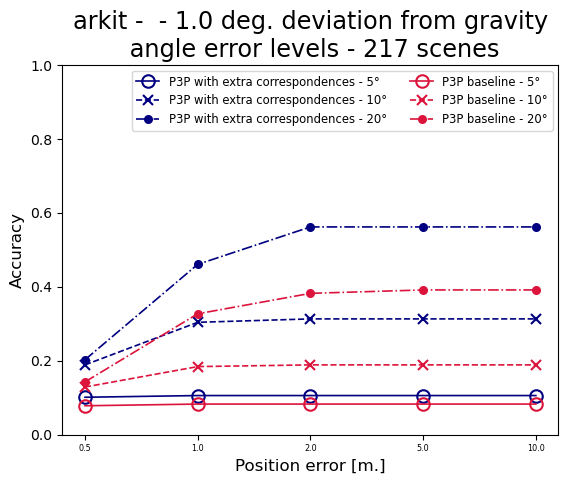 arkit -  - 1.0 deg. deviation from gravity
angle error levels - 217 scenes
P3P with extra correspondences - 5°
P3P with extra correspondences - 10°
P3P with extra correspondences - 20°
P3P baseline - 5°
P3P baseline - 10°
P3P baseline - 20°
Accuracy
1.0
0.8
0.6
0.4
0.2
0.0
0.5
1.0
2.0
5.0
10.0
Position error [m.]